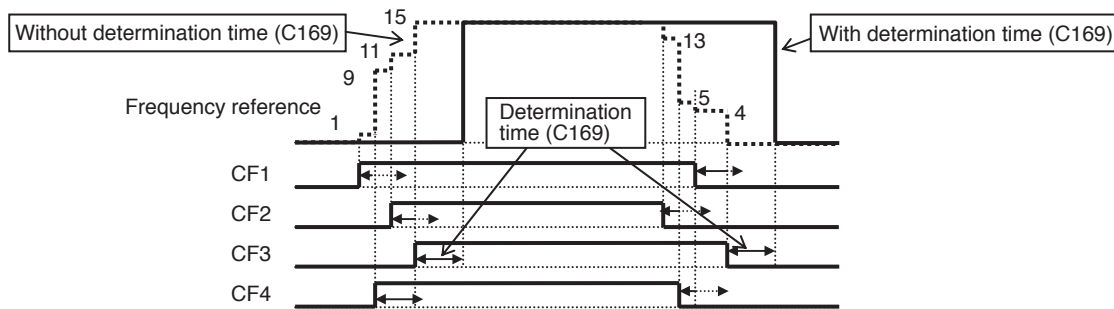 15
Without determination time (C169)
11
13
With determination time (C169)
9
5
4
Frequency reference
1
Determination
time (C169)
CF1
CF2
CF3
CF4